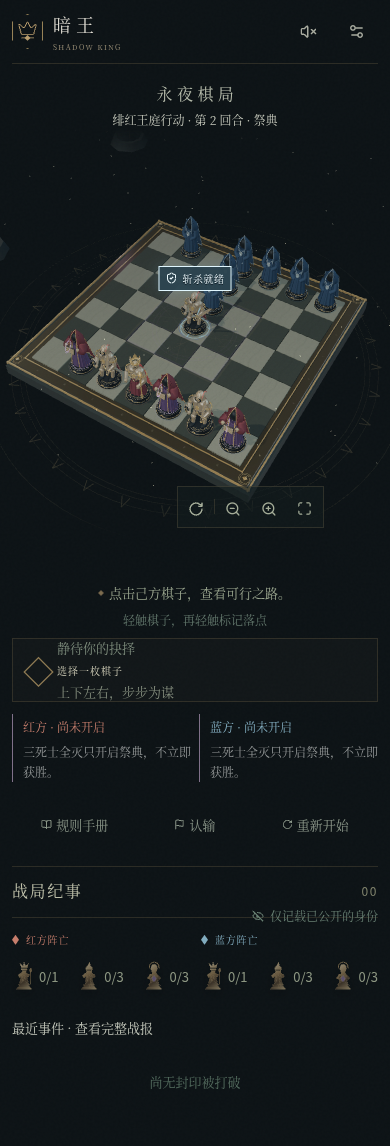 暗王
SHADOW KING
永夜棋局
绯红王庭行动 · 第 2 回合 · 祭典
斩杀就绪
点击己方棋子，查看可行之路。
轻触棋子，再轻触标记落点
静待你的抉择
选择一枚棋子
上下左右，步步为谋
红方 · 尚未开启
三死士全灭只开启祭典，不立即获胜。
蓝方 · 尚未开启
三死士全灭只开启祭典，不立即获胜。
规则手册
认输
重新开始
战局纪事
00
仅记载已公开的身份
红方阵亡
蓝方阵亡
0/1 0/3 0/3 0/1 0/3 0/3
最近事件 · 查看完整战报
尚无封印被打破